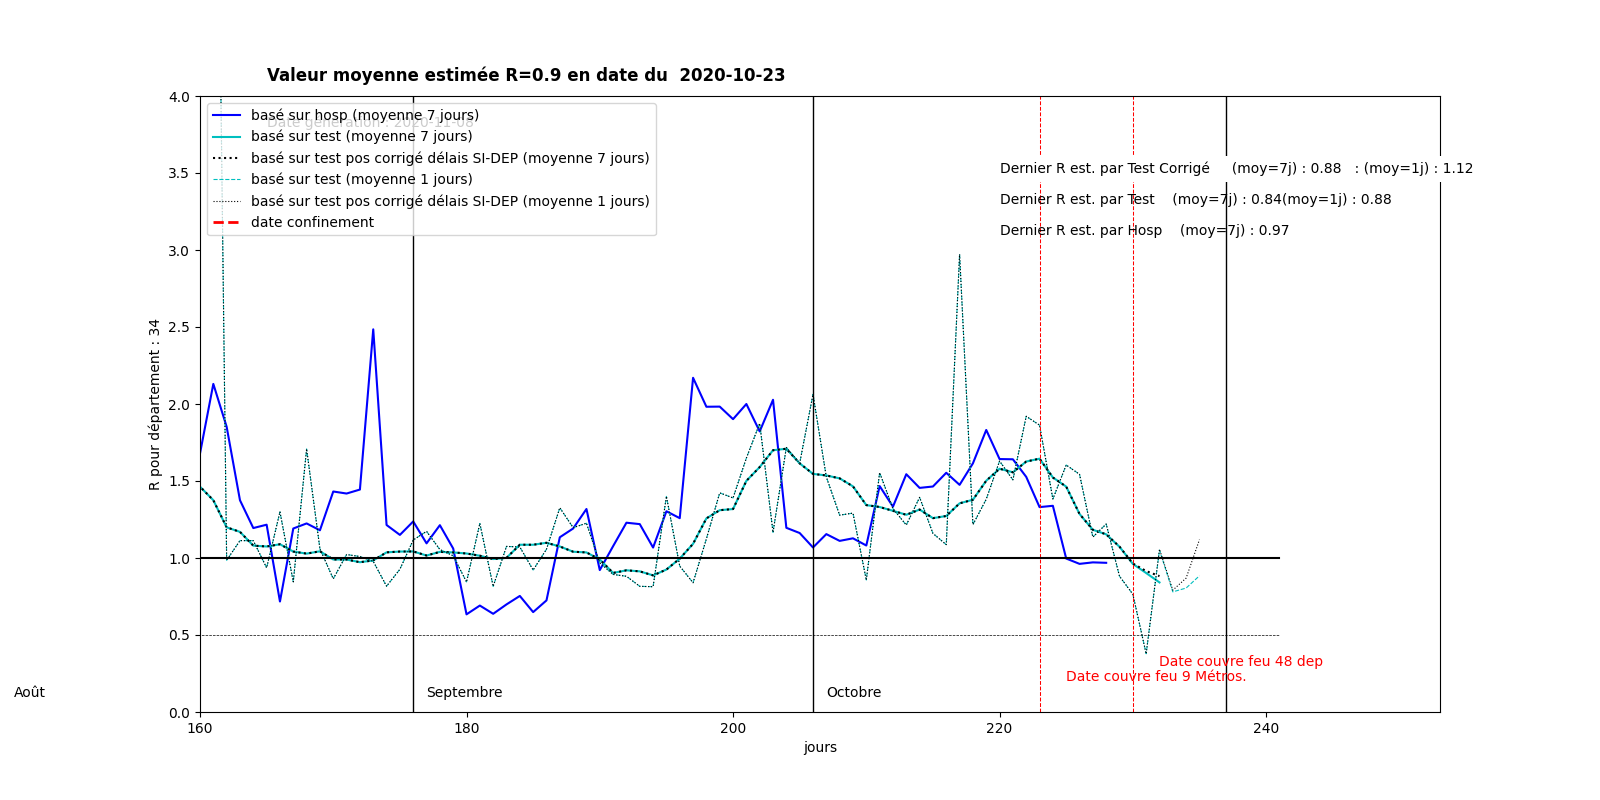 Valeur moyenne estimée R=0.9 en date du  2020-10-23
Date génération : 2020-11-08
basé sur hosp (moyenne 7 jours)
basé sur test (moyenne 7 jours)
basé sur test pos corrigé délais SI-DEP (moyenne 7 jours)
basé sur test (moyenne 1 jours)
basé sur test pos corrigé délais SI-DEP (moyenne 1 jours)
date confinement
Dernier R est. par Test Corrigé     (moy=7j) : 0.88   : (moy=1j) : 1.12
Dernier R est. par Test    (moy=7j) : 0.84(moy=1j) : 0.88
Dernier R est. par Hosp    (moy=7j) : 0.97
4.0
3.5
3.0
2.5
2.0
1.5
1.0
0.5
0.0
R pour département : 34
Date couvre feu 48 dep
Date couvre feu 9 Métros.
Août
Septembre
Octobre
160
180
200
220
240
jours